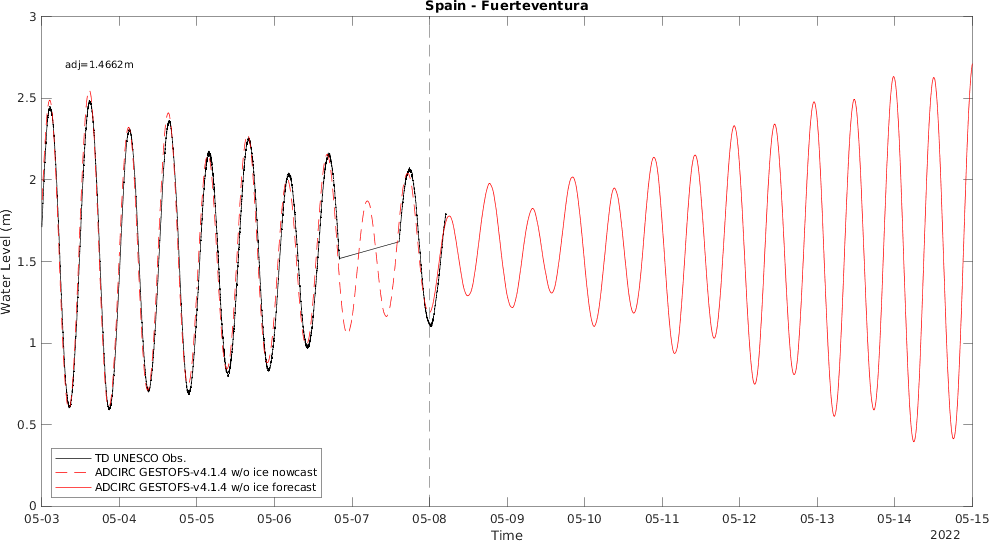 Spain - Fuerteventura
adj=1.4662m
3
2.5
2
1.5
1
0.5
0
Water Level (m)
TD UNESCO Obs.
ADCIRC GESTOFS-v4.1.4 w/o ice nowcast
ADCIRC GESTOFS-v4.1.4 w/o ice forecast
05-03 05-04 05-05 05-06 05-07 05-08 05-09 05-10 05-11 05-12 05-13 05-14 05-15
Time
2022